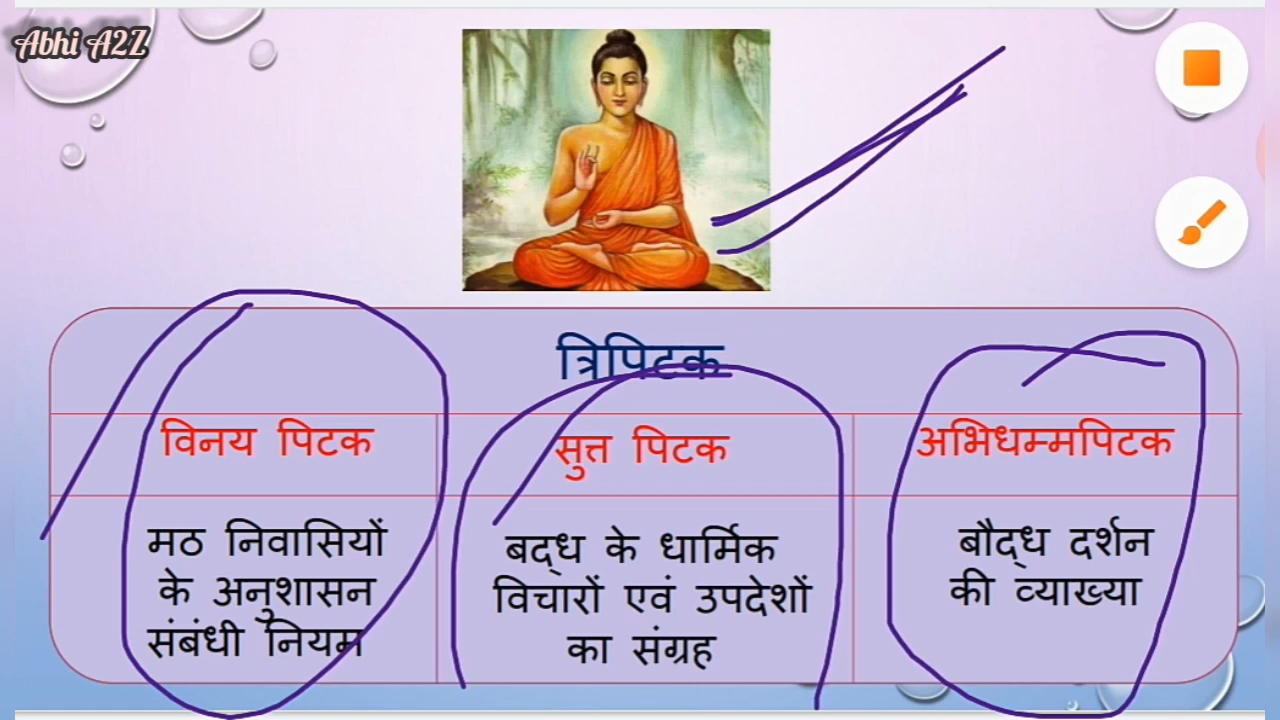 Abhi A2Z
त्रिपिटक
विनय पिटक
सुत्त पिटक
अभिधम्मपिटक
मठ निवासियों
के अनुशासन
संबंधी नियम
बद्ध के धार्मिक
विचारों एवं उपदेशों
का संग्रह
बौद्ध दर्शन
की व्याख्या